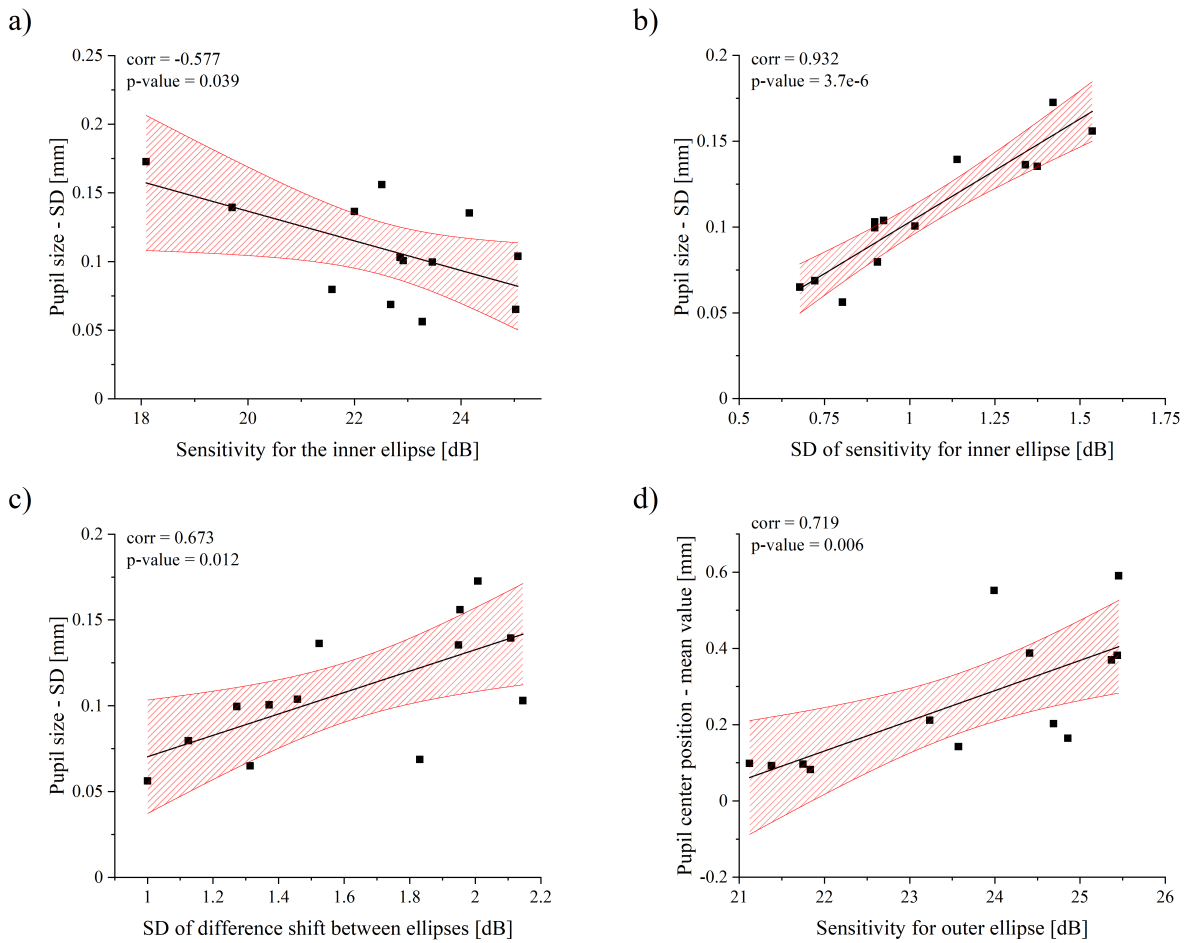 a)
corr = -0.577
p-value = 0.039
0.25
0.2
0.15
0.1
0.05
0
Pupil size - SD [mm]
18
20
22
24
Sensitivity for the inner ellipse [dB]
b)
corr = 0.932
p-value = 3.7e-6
0.2
0.15
0.1
0.05
0
Pupil size - SD [mm]
0.5
0.75
1
1.25
1.5
1.75
SD of sensitivity for inner ellipse [dB]
c)
corr = 0.673
p-value = 0.012
0.2
0.15
0.1
0.05
0
Pupil size - SD [mm]
1
1.2
1.4
1.6
1.8
2
2.2
SD of difference shift between ellipses [dB]
d)
corr = 0.719
p-value = 0.006
0.6
0.4
0.2
0
-0.2
Pupil center position - mean value [mm]
21
22
23
24
25
26
Sensitivity for outer ellipse [dB]